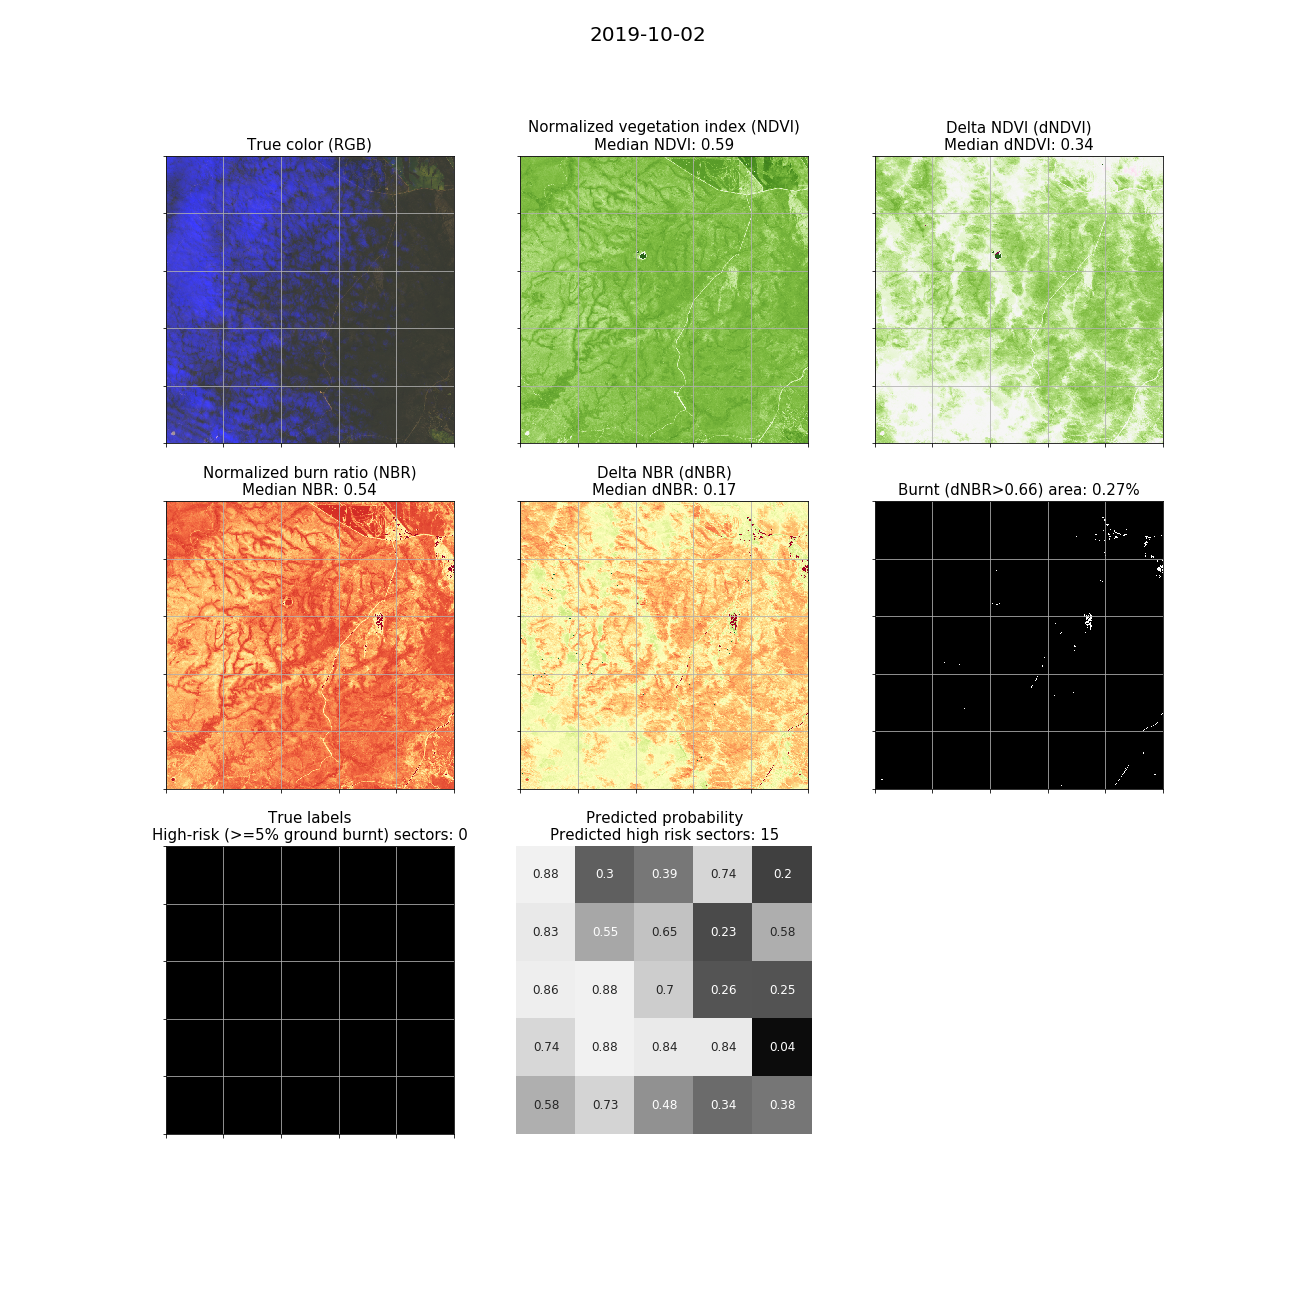 2019-10-02
True color (RGB)
Normalized vegetation index (NDVI)
Median NDVI: 0.59
Delta NDVI (dNDVI)
Median dNDVI: 0.34
Normalized burn ratio (NBR)
Median NBR: 0.54
Delta NBR (dNBR)
Median dNBR: 0.17
Burnt (dNBR>0.66) area: 0.27%
True labels
High-risk (>=5% ground burnt) sectors: 0
Predicted probability
Predicted high risk sectors: 15
0.88 0.3 0.39 0.74 0.2
0.83 0.55 0.65 0.23 0.58
0.86 0.88 0.7 0.26 0.25
0.74 0.88 0.84 0.84 0.04
0.58 0.73 0.48 0.34 0.38